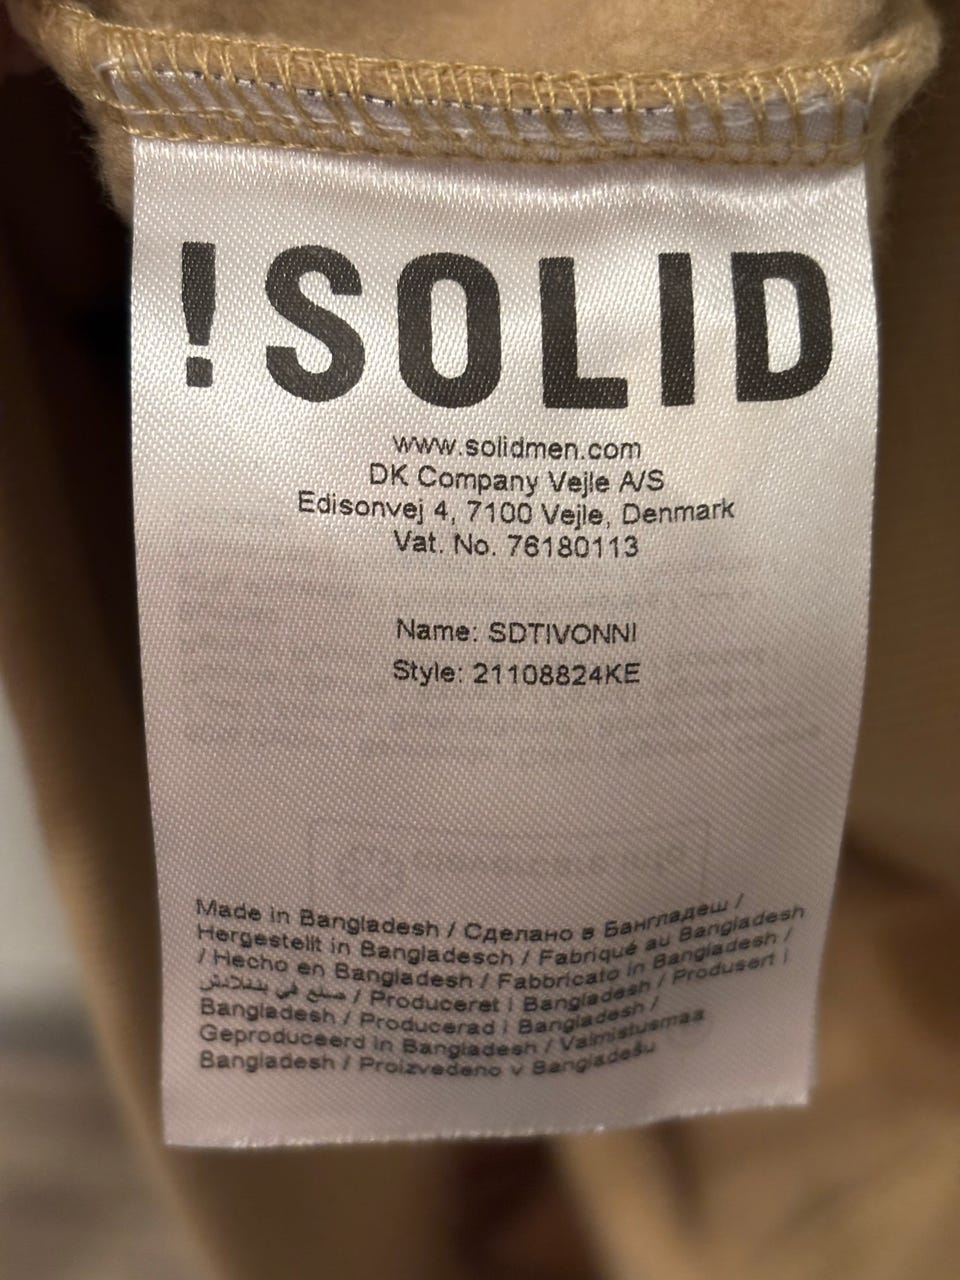 !SOLID
www.solidmen.com
DK Company Vejle A/S
Edisonvej 4, 7100 Vejle, Denmark
Vat. No. 76180113
Name: SDTIVONNI
Style: 21108824KE
Made in Bangladesh / Сделано в Бангладеш /
Hergestellt in Bangladesch / Fabriqué au Bangladesh
/ Hecho en Bangladesh / Fabbricato in Bangladesh /
صنع في بنغلادش / Produceret i Bangladesh / Produsert i
Bangladesh / Producerad i Bangladesh /
Geproduceerd in Bangladesh / Valmistusmaa
Bangladesh / Proizvedeno v Bangladešu